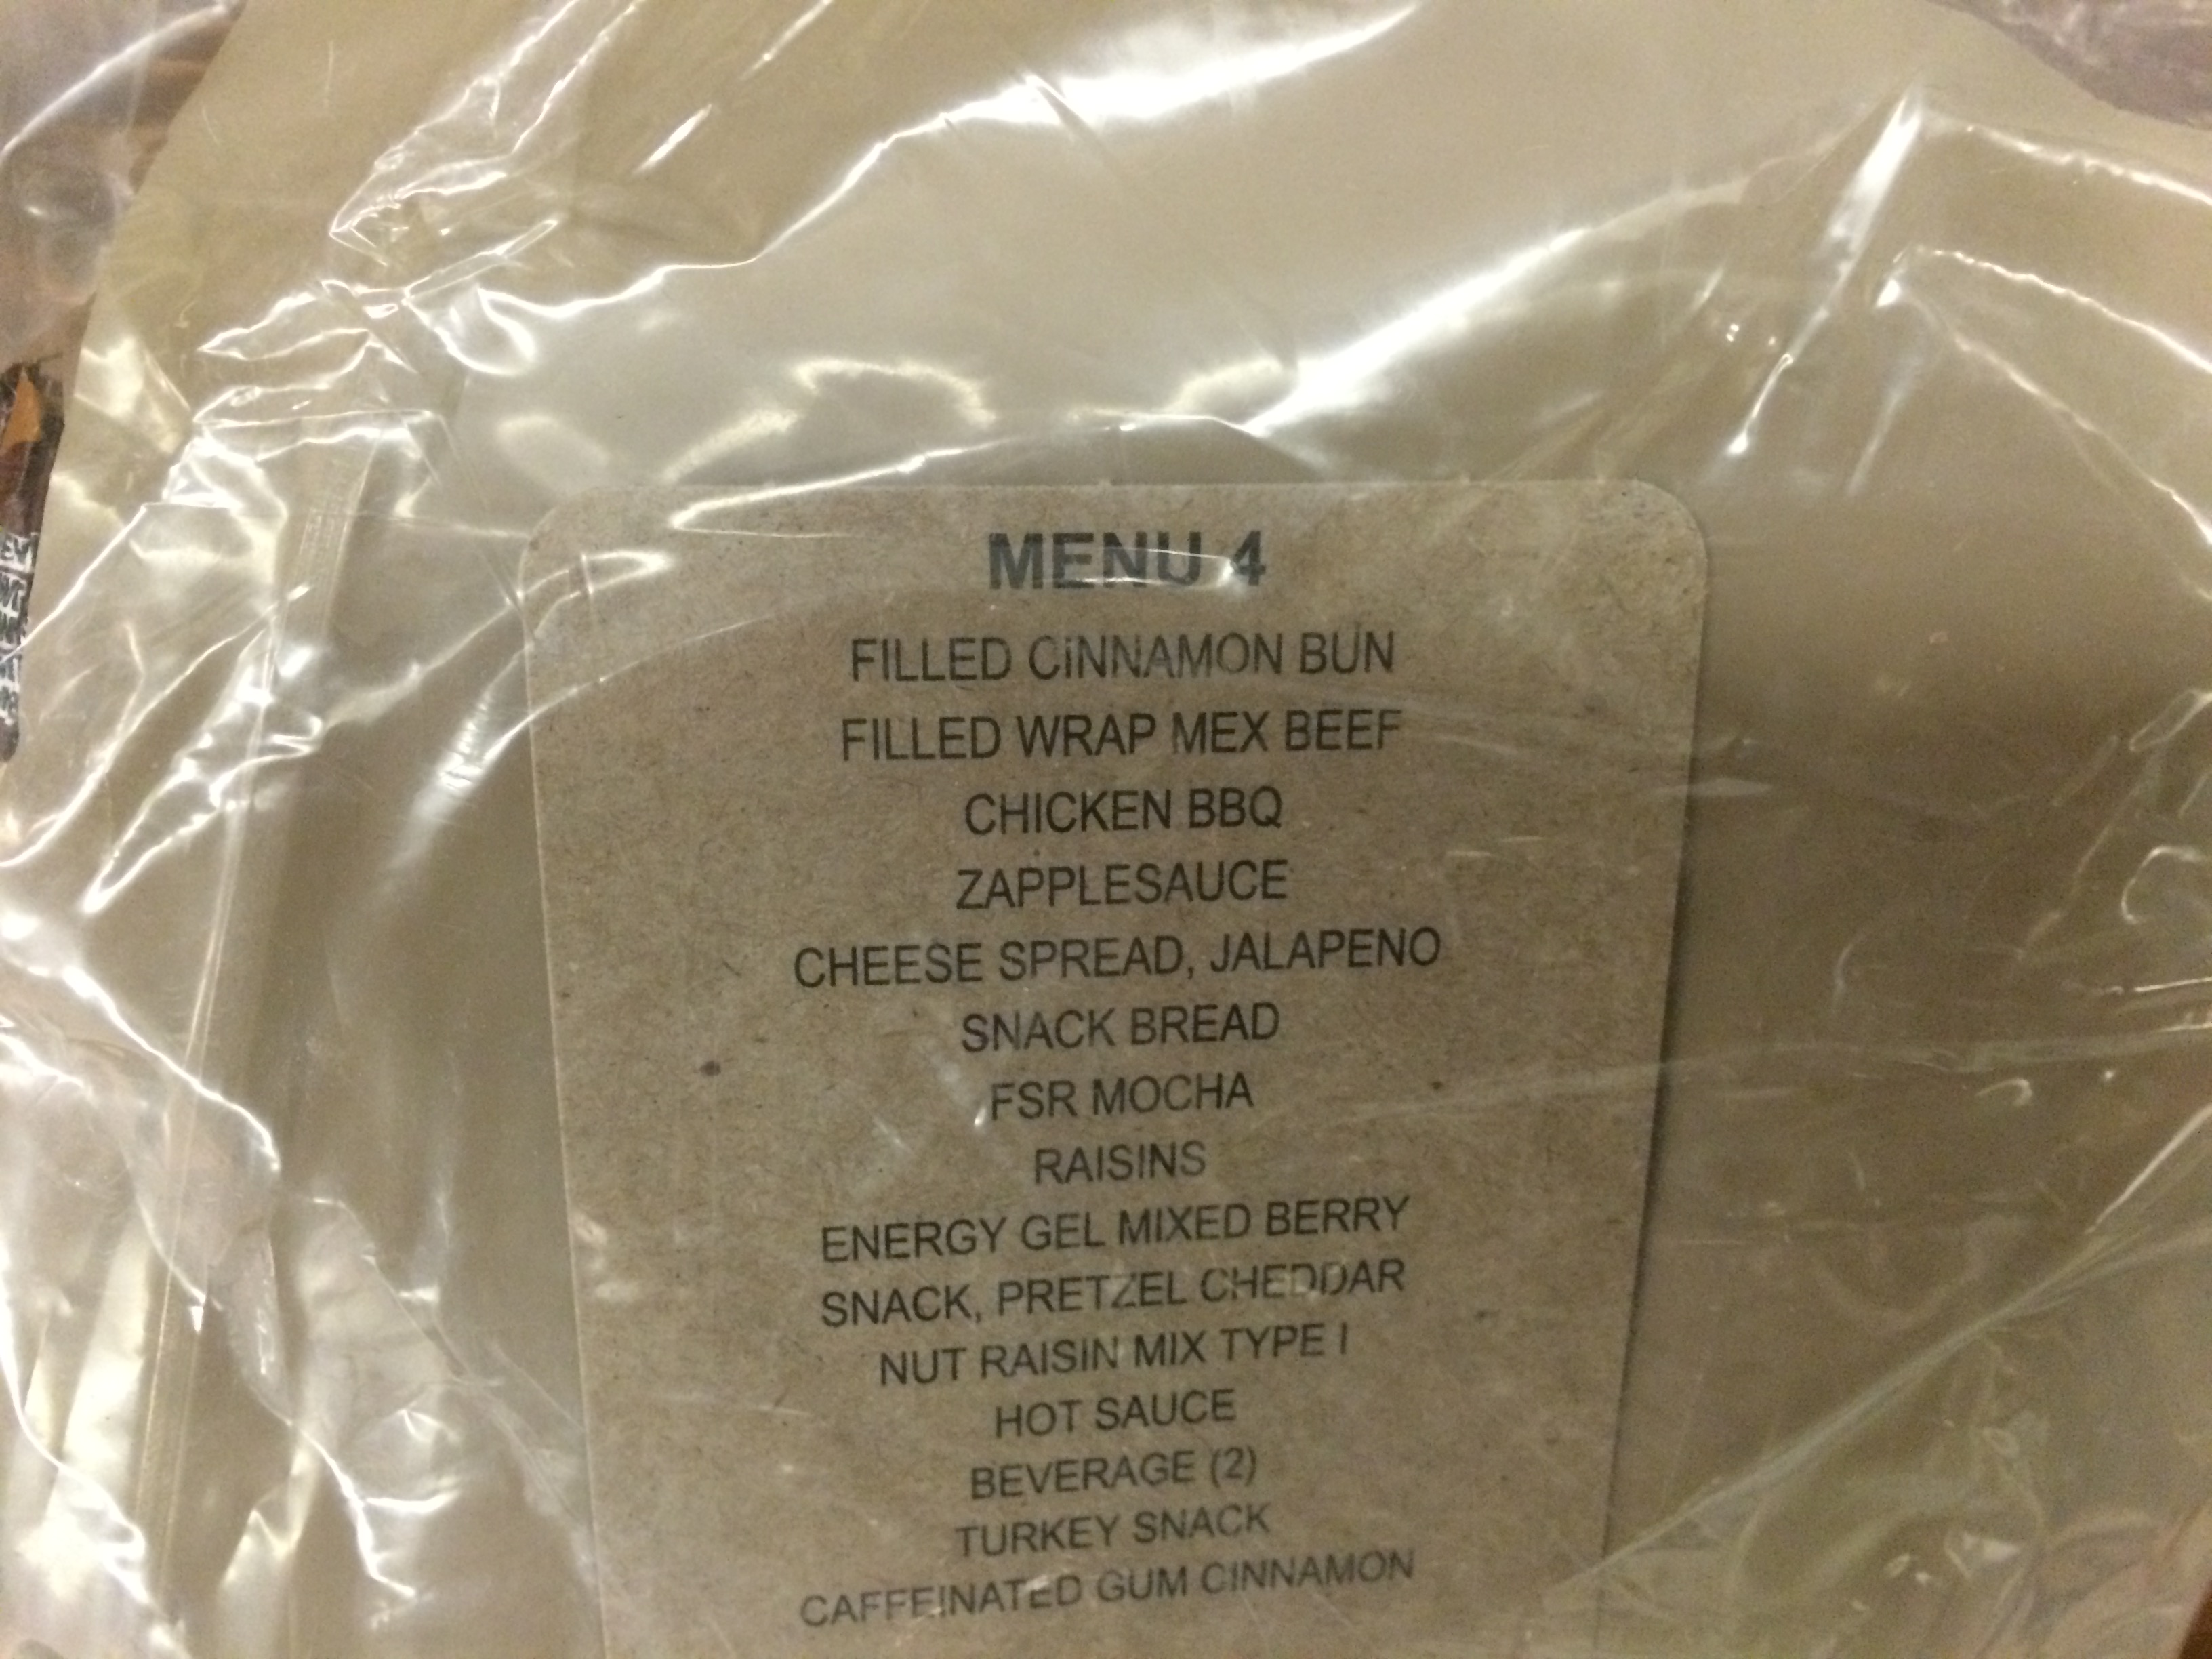 MENU 4
FILLED CINNAMON BUN
FILLED WRAP MEX BEEF
CHICKEN BBQ
ZAPPLESAUCE
CHEESE SPREAD, JALAPENO
SNACK BREAD
FSR MOCHA
RAISINS
ENERGY GEL MIXED BERRY
SNACK, PRETZEL CHEDDAR
NUT RAISIN MIX TYPE I
HOT SAUCE
BEVERAGE (2)
TURKEY SNACK
CAFFEINATED GUM CINNAMON